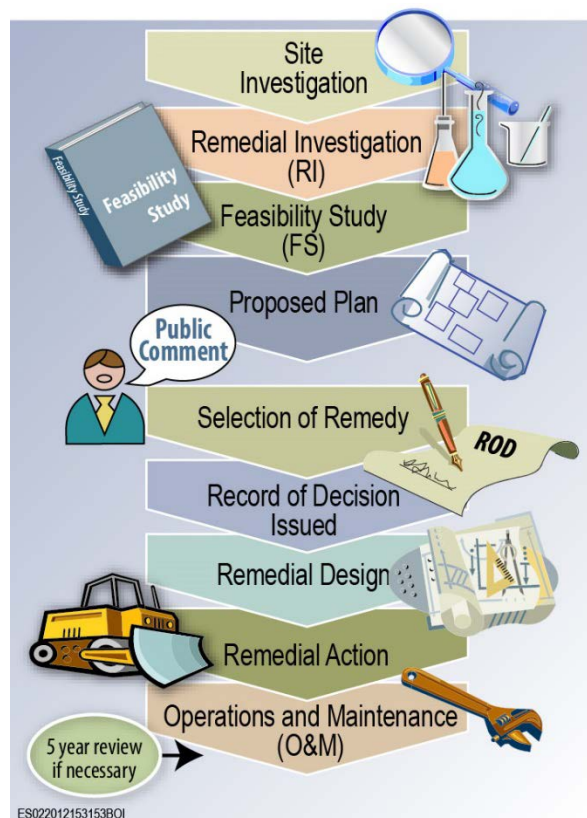 Site
Investigation
Remedial Investigation
(RI)
Feasibility Study
Feasibility
Study
Feasibility Study
(FS)
Proposed Plan
Public
Comment
Selection of Remedy
ROD
Record of Decision
Issued
Remedial Design
Remedial Action
Operations and Maintenance
(O&M)
5 year review
if necessary
ES022012153153BOI